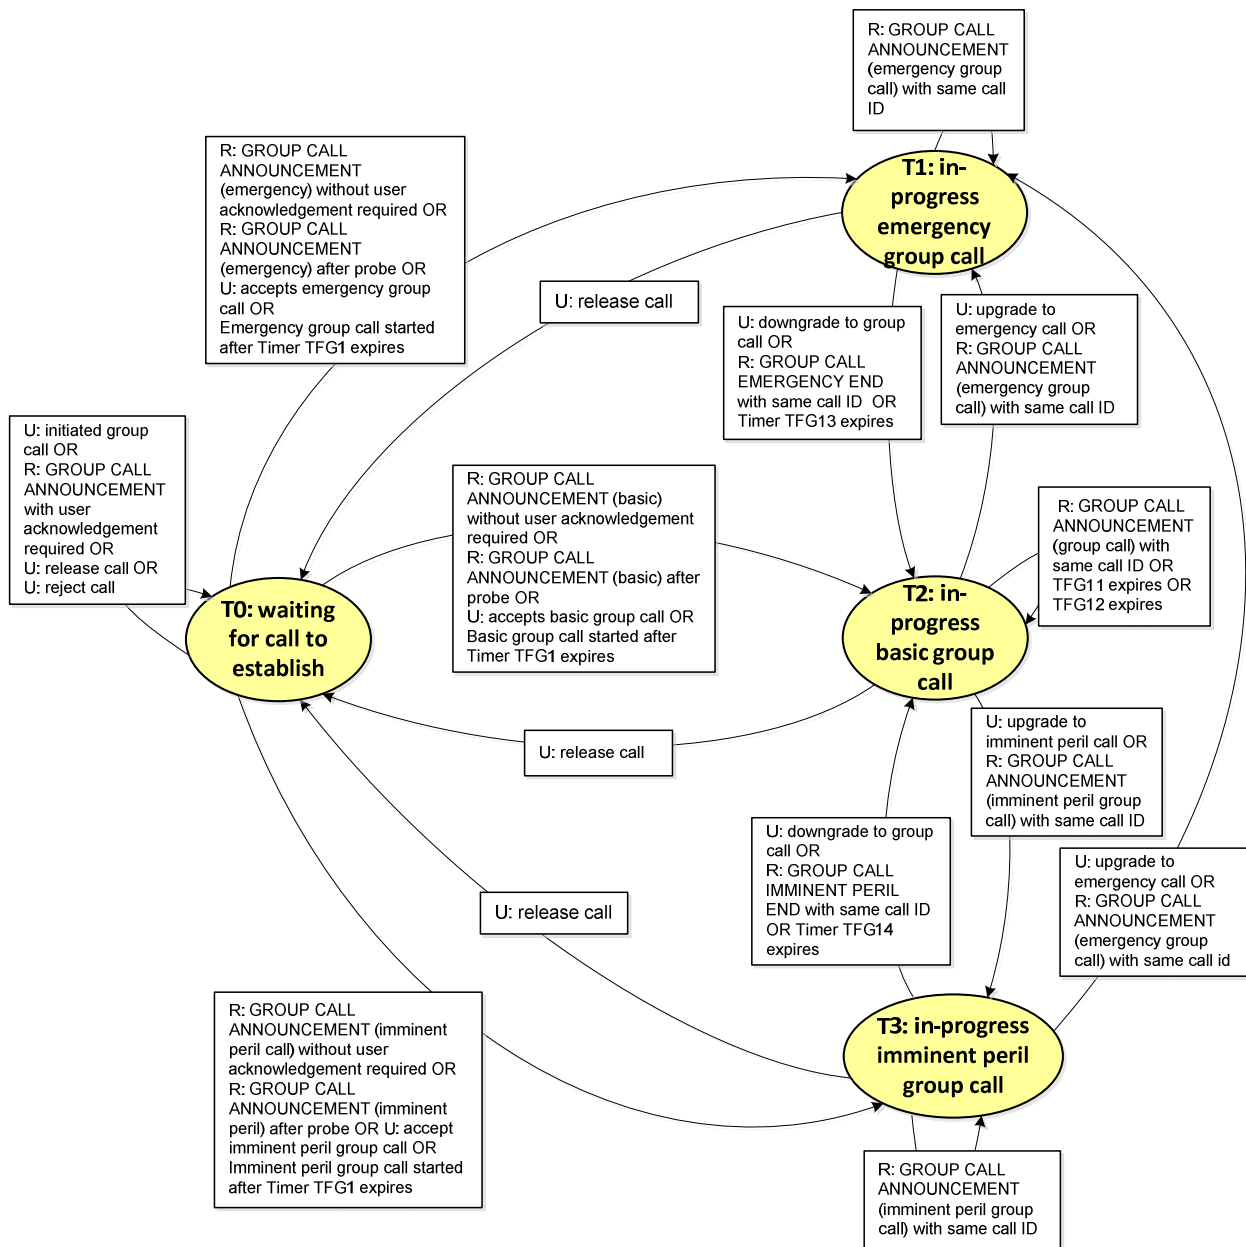 R: GROUP CALL
ANNOUNCEMENT
(emergency group
call) with same call
ID
R: GROUP CALL
ANNOUNCEMENT
(emergency) without user
acknowledgement required OR
R: GROUP CALL
ANNOUNCEMENT
(emergency) after probe OR
U: accepts emergency group
call OR
Emergency group call started
after Timer TFG1 expires
T1: in-
progress
emergency
group call
U: release call
U: downgrade to group
call OR
R: GROUP CALL
EMERGENCY END
with same call ID  OR
Timer TFG13 expires
U: upgrade to
emergency call OR
R: GROUP CALL
ANNOUNCEMENT
(emergency group
call) with same call ID
U: initiated group
call OR
R: GROUP CALL
ANNOUNCEMENT
with user
acknowledgement
required OR
U: release call OR
U: reject call
R: GROUP CALL
ANNOUNCEMENT (basic)
without user acknowledgement
required OR
R: GROUP CALL
ANNOUNCEMENT (basic) after
probe OR
U: accepts basic group call OR
Basic group call started after
Timer TFG1 expires
R: GROUP CALL
ANNOUNCEMENT
(group call) with
same call ID OR
TFG11 expires OR
TFG12 expires
T0: waiting
for call to
establish
T2: in-
progress
basic group
call
U: release call
U: upgrade to
imminent peril call OR
R: GROUP CALL
ANNOUNCEMENT
(imminent peril group
call) with same call ID
U: downgrade to group
call OR
R: GROUP CALL
IMMINENT PERIL
END with same call ID
OR Timer TFG14
expires
U: upgrade to
emergency call OR
R: GROUP CALL
ANNOUNCEMENT
(emergency group
call) with same call id
U: release call
R: GROUP CALL
ANNOUNCEMENT (imminent
peril call) without user
acknowledgement required OR
R: GROUP CALL
ANNOUNCEMENT (imminent
peril) after probe OR U: accept
imminent peril group call OR
Imminent peril group call started
after Timer TFG1 expires
T3: in-progress
imminent peril
group call
R: GROUP CALL
ANNOUNCEMENT
(imminent peril group
call) with same call ID